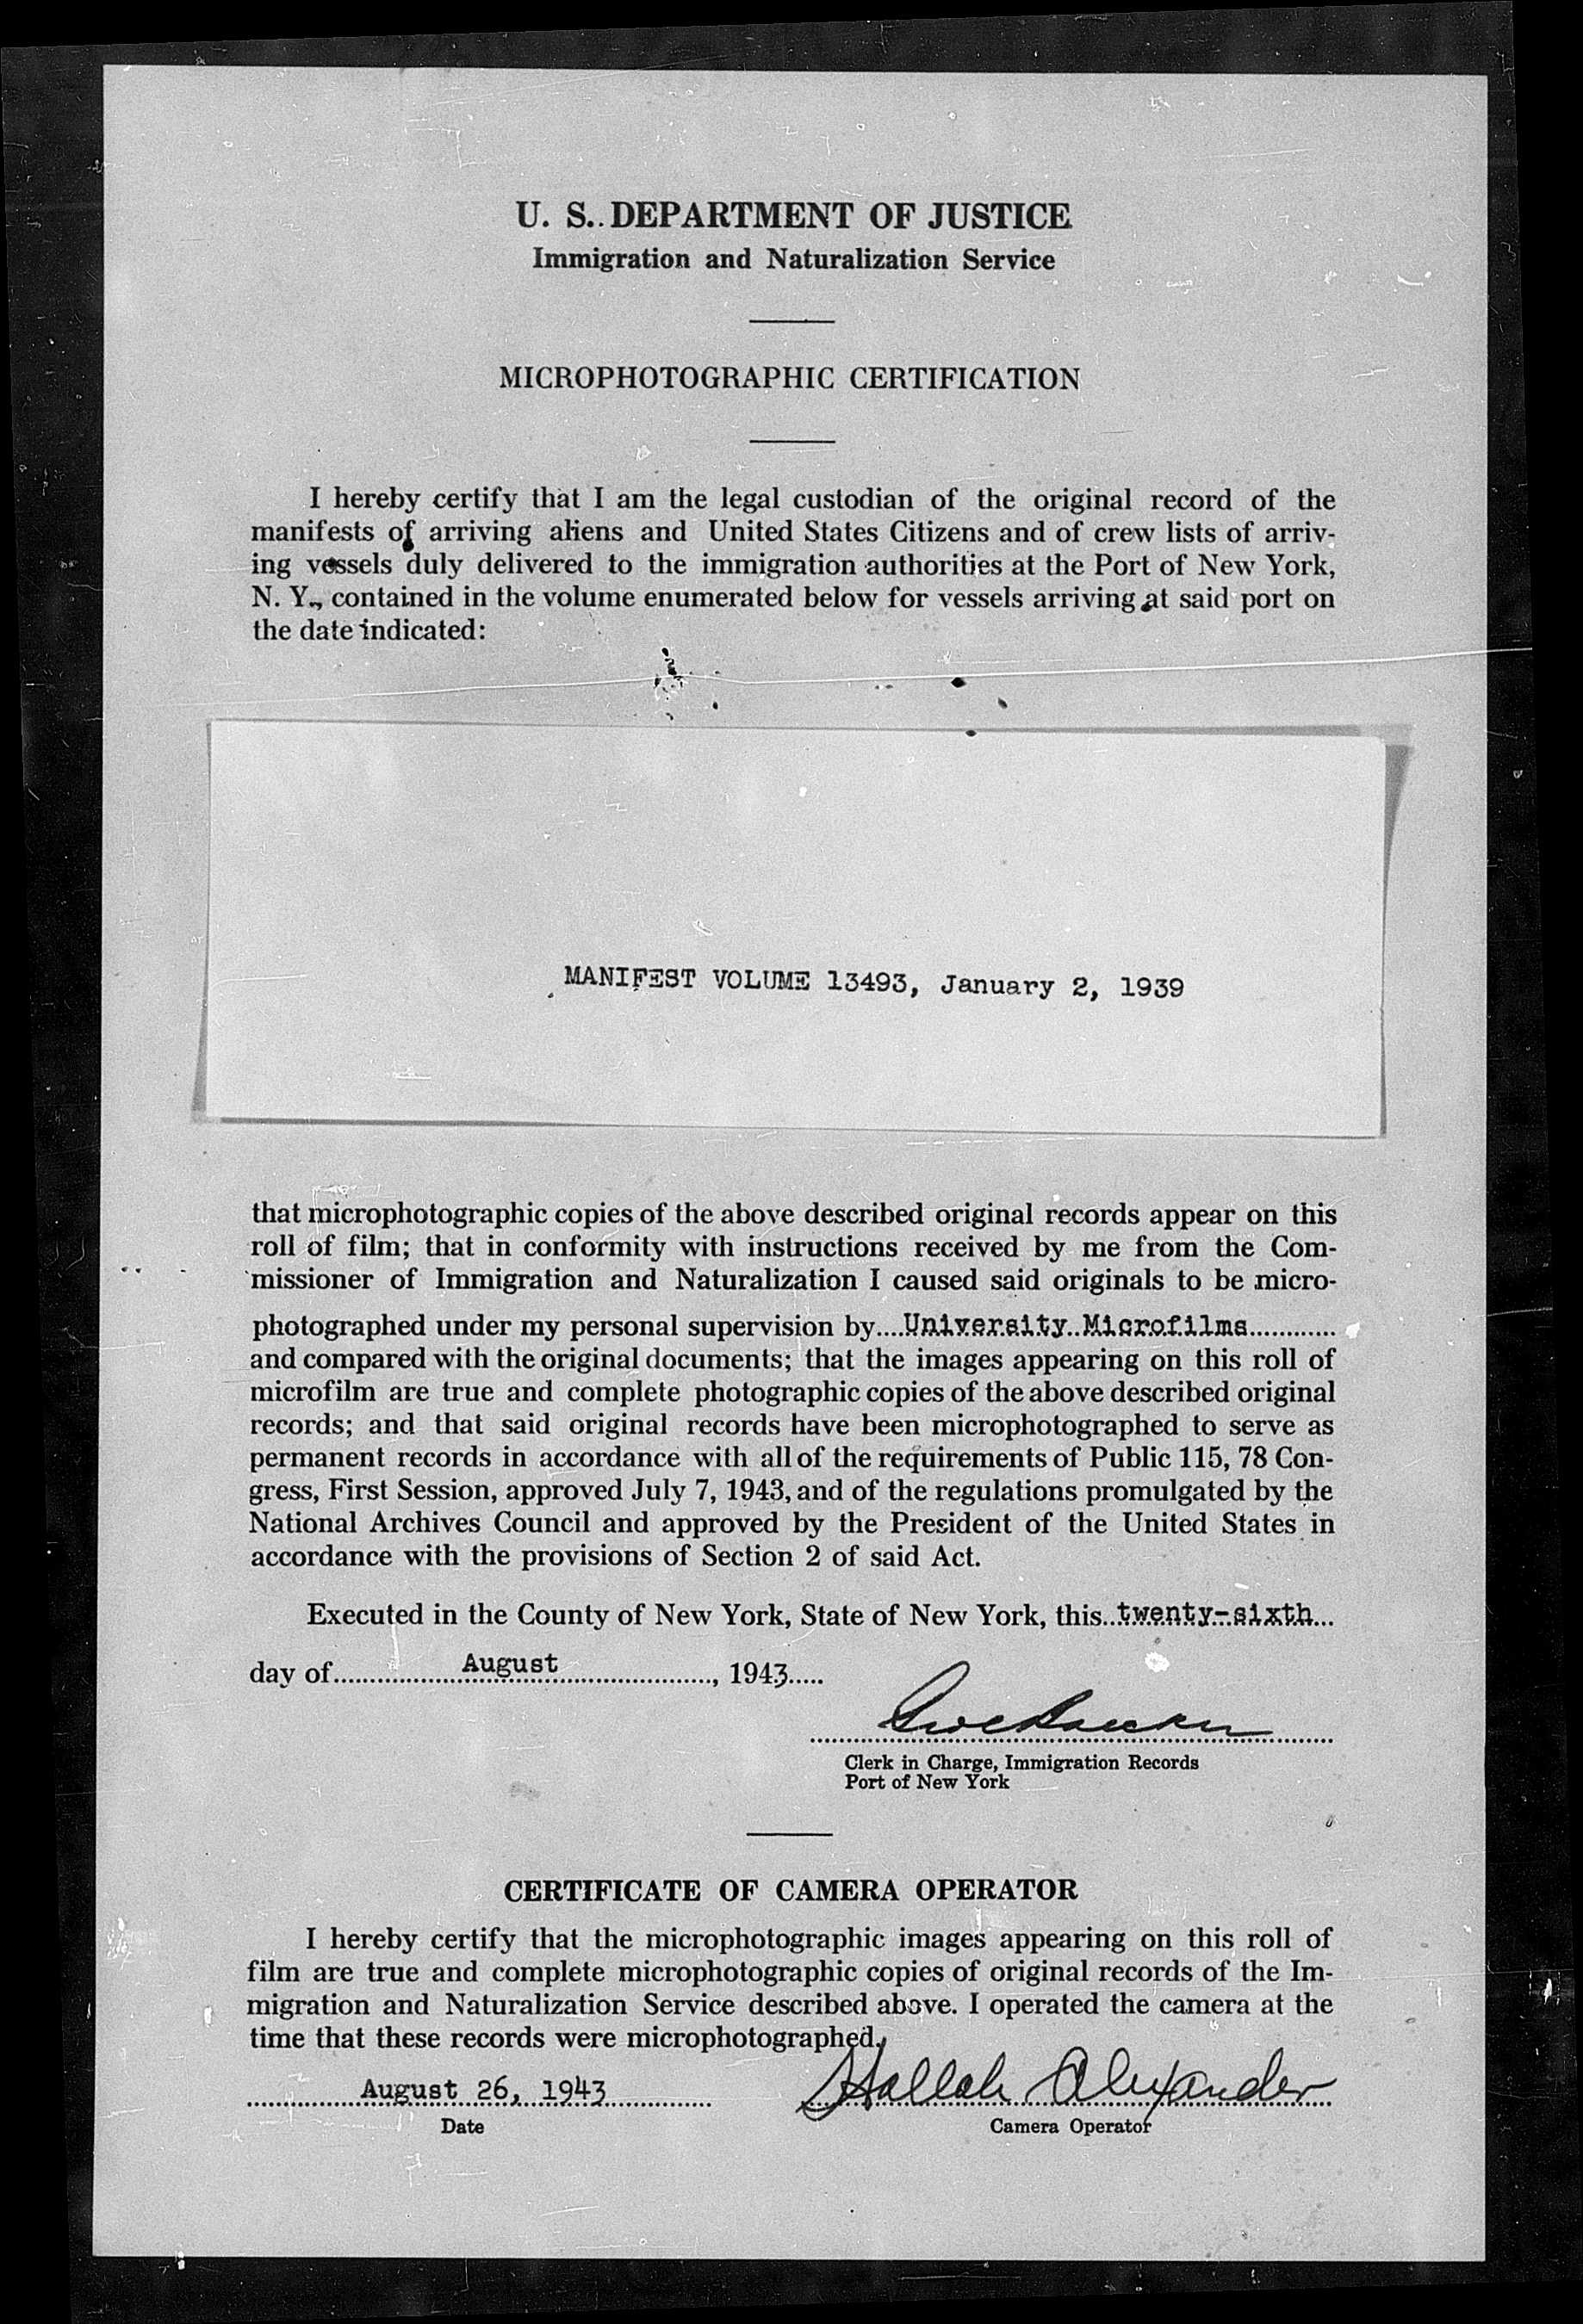 U. S. DEPARTMENT OF JUSTICE
Immigration and Naturalization Service
MICROPHOTOGRAPHIC CERTIFICATION
I hereby certify that I am the legal custodian of the original record of the
manifests of arriving aliens and United States Citizens and of crew lists of arriv-
ing vessels duly delivered to the immigration authorities at the Port of New York,
N. Y., contained in the volume enumerated below for vessels arriving at said port on
the date indicated:
MANIFEST VOLUME 13493, January 2, 1939
that microphotographic copies of the above described original records appear on this
roll of film; that in conformity with instructions received by me from the Com-
missioner of Immigration and Naturalization I caused said originals to be micro-
photographed under my personal supervision by....University Microfilms............
and compared with the original documents; that the images appearing on this roll of
microfilm are true and complete photographic copies of the above described original
records; and that said original records have been microphotographed to serve as
permanent records in accordance with all of the requirements of Public 115, 78 Con-
gress, First Session, approved July 7, 1943, and of the regulations promulgated by the
National Archives Council and approved by the President of the United States in
accordance with the provisions of Section 2 of said Act.
Executed in the County of New York, State of New York, this..twenty-sixth...
day of................August......................, 1943.....
Clerk in Charge, Immigration Records
Port of New York
CERTIFICATE OF CAMERA OPERATOR
I hereby certify that the microphotographic images appearing on this roll of
film are true and complete microphotographic copies of original records of the Im-
migration and Naturalization Service described above. I operated the camera at the
time that these records were microphotographed.
August 26, 1943 Hallah Alexander
Date Camera Operator